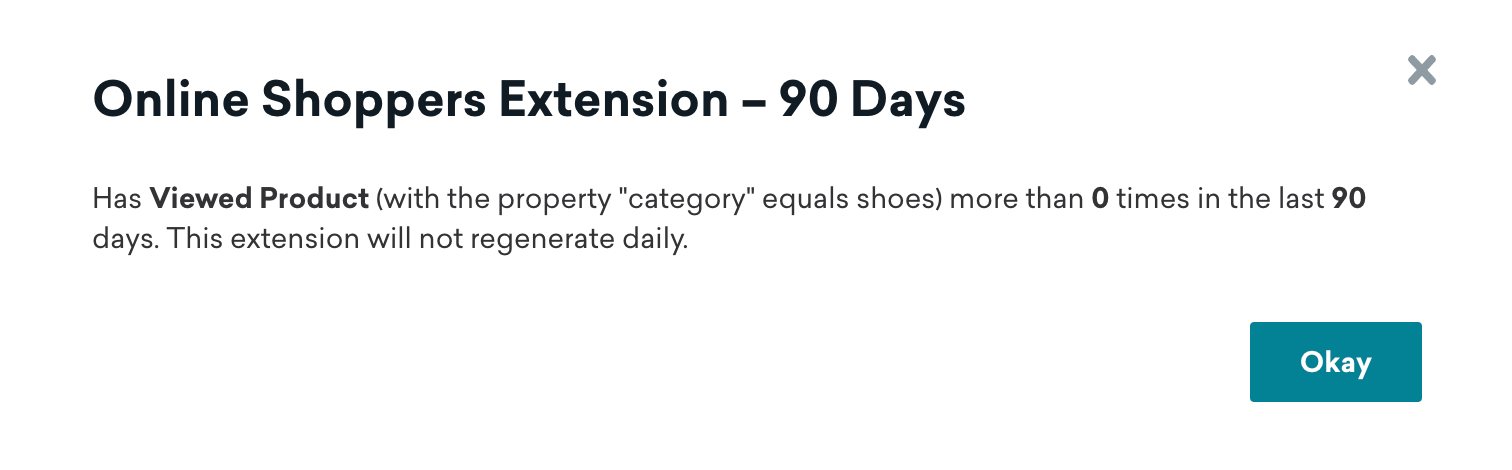 Online Shoppers Extension – 90 Days
Has Viewed Product (with the property "category" equals shoes) more than 0 times in the last 90
days. This extension will not regenerate daily.
Okay